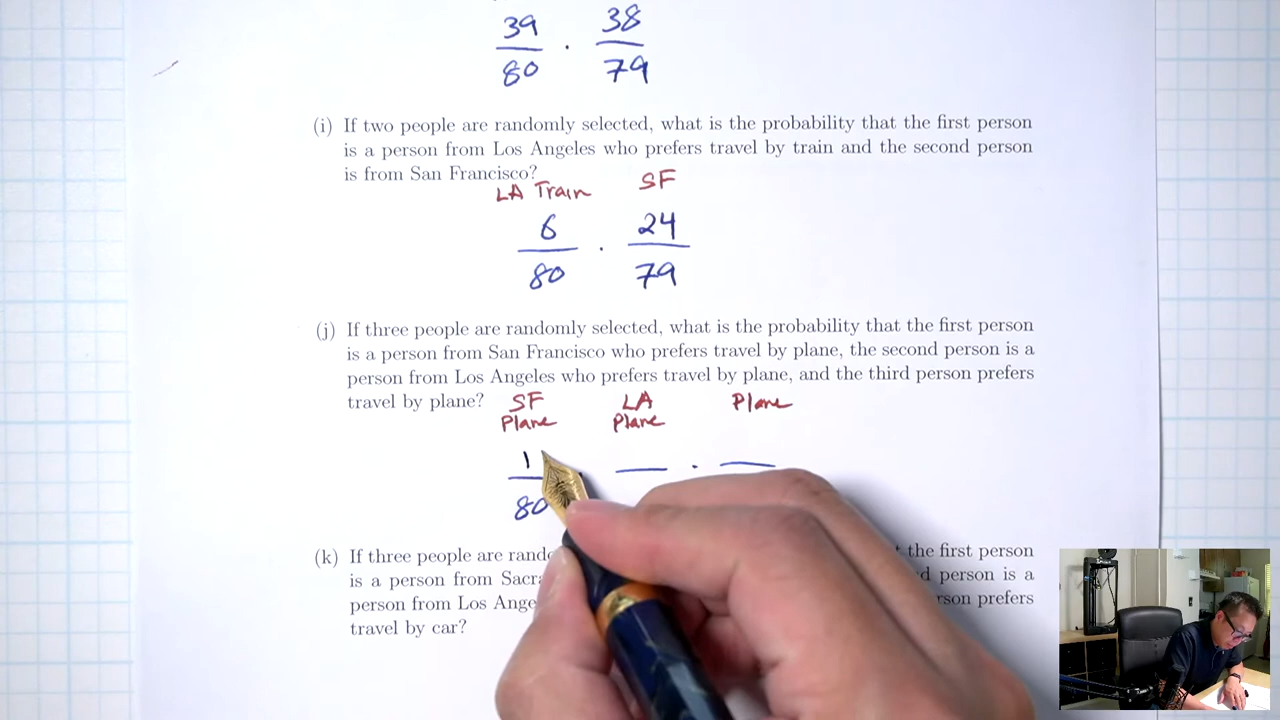 39 . 38
80 79
(i) If two people are randomly selected, what is the probability that the first person
is a person from Los Angeles who prefers travel by train and the second person
is from San Francisco?
LA Train SF
6 . 24
80 79
(j) If three people are randomly selected, what is the probability that the first person
is a person from San Francisco who prefers travel by plane, the second person is a
person from Los Angeles who prefers travel by plane, and the third person prefers
travel by plane? SF LA Plane
Plane Plane
1
80
(k) If three people are the first person
is a person from person is a
person from Los prefers
travel by car?